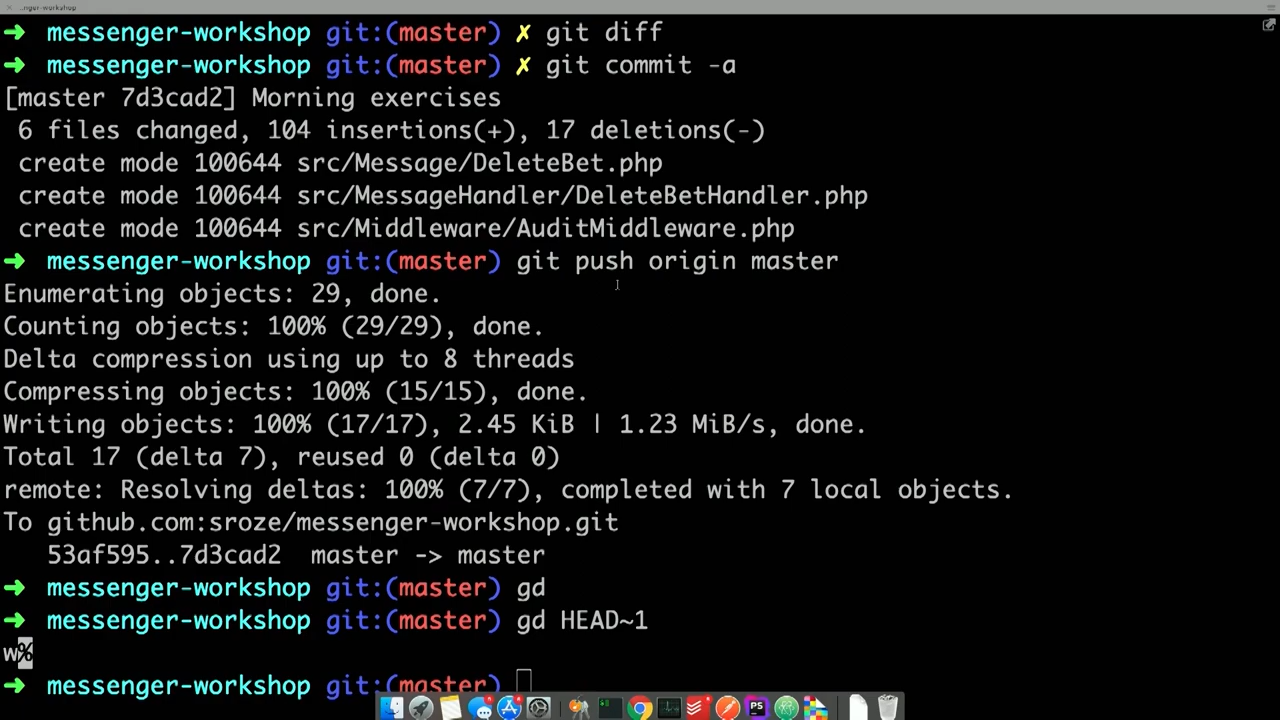 ..nger-workshop
➜ messenger-workshop git:(master) ✗ git diff
➜ messenger-workshop git:(master) ✗ git commit -a
[master 7d3cad2] Morning exercises
 6 files changed, 104 insertions(+), 17 deletions(-)
 create mode 100644 src/Message/DeleteBet.php
 create mode 100644 src/MessageHandler/DeleteBetHandler.php
 create mode 100644 src/Middleware/AuditMiddleware.php
➜ messenger-workshop git:(master) git push origin master
Enumerating objects: 29, done.
Counting objects: 100% (29/29), done.
Delta compression using up to 8 threads
Compressing objects: 100% (15/15), done.
Writing objects: 100% (17/17), 2.45 KiB | 1.23 MiB/s, done.
Total 17 (delta 7), reused 0 (delta 0)
remote: Resolving deltas: 100% (7/7), completed with 7 local objects.
To github.com:sroze/messenger-workshop.git
   53af595..7d3cad2  master -> master
➜ messenger-workshop git:(master) gd
➜ messenger-workshop git:(master) gd HEAD~1
w%
➜ messenger-workshop git:(master)
PS